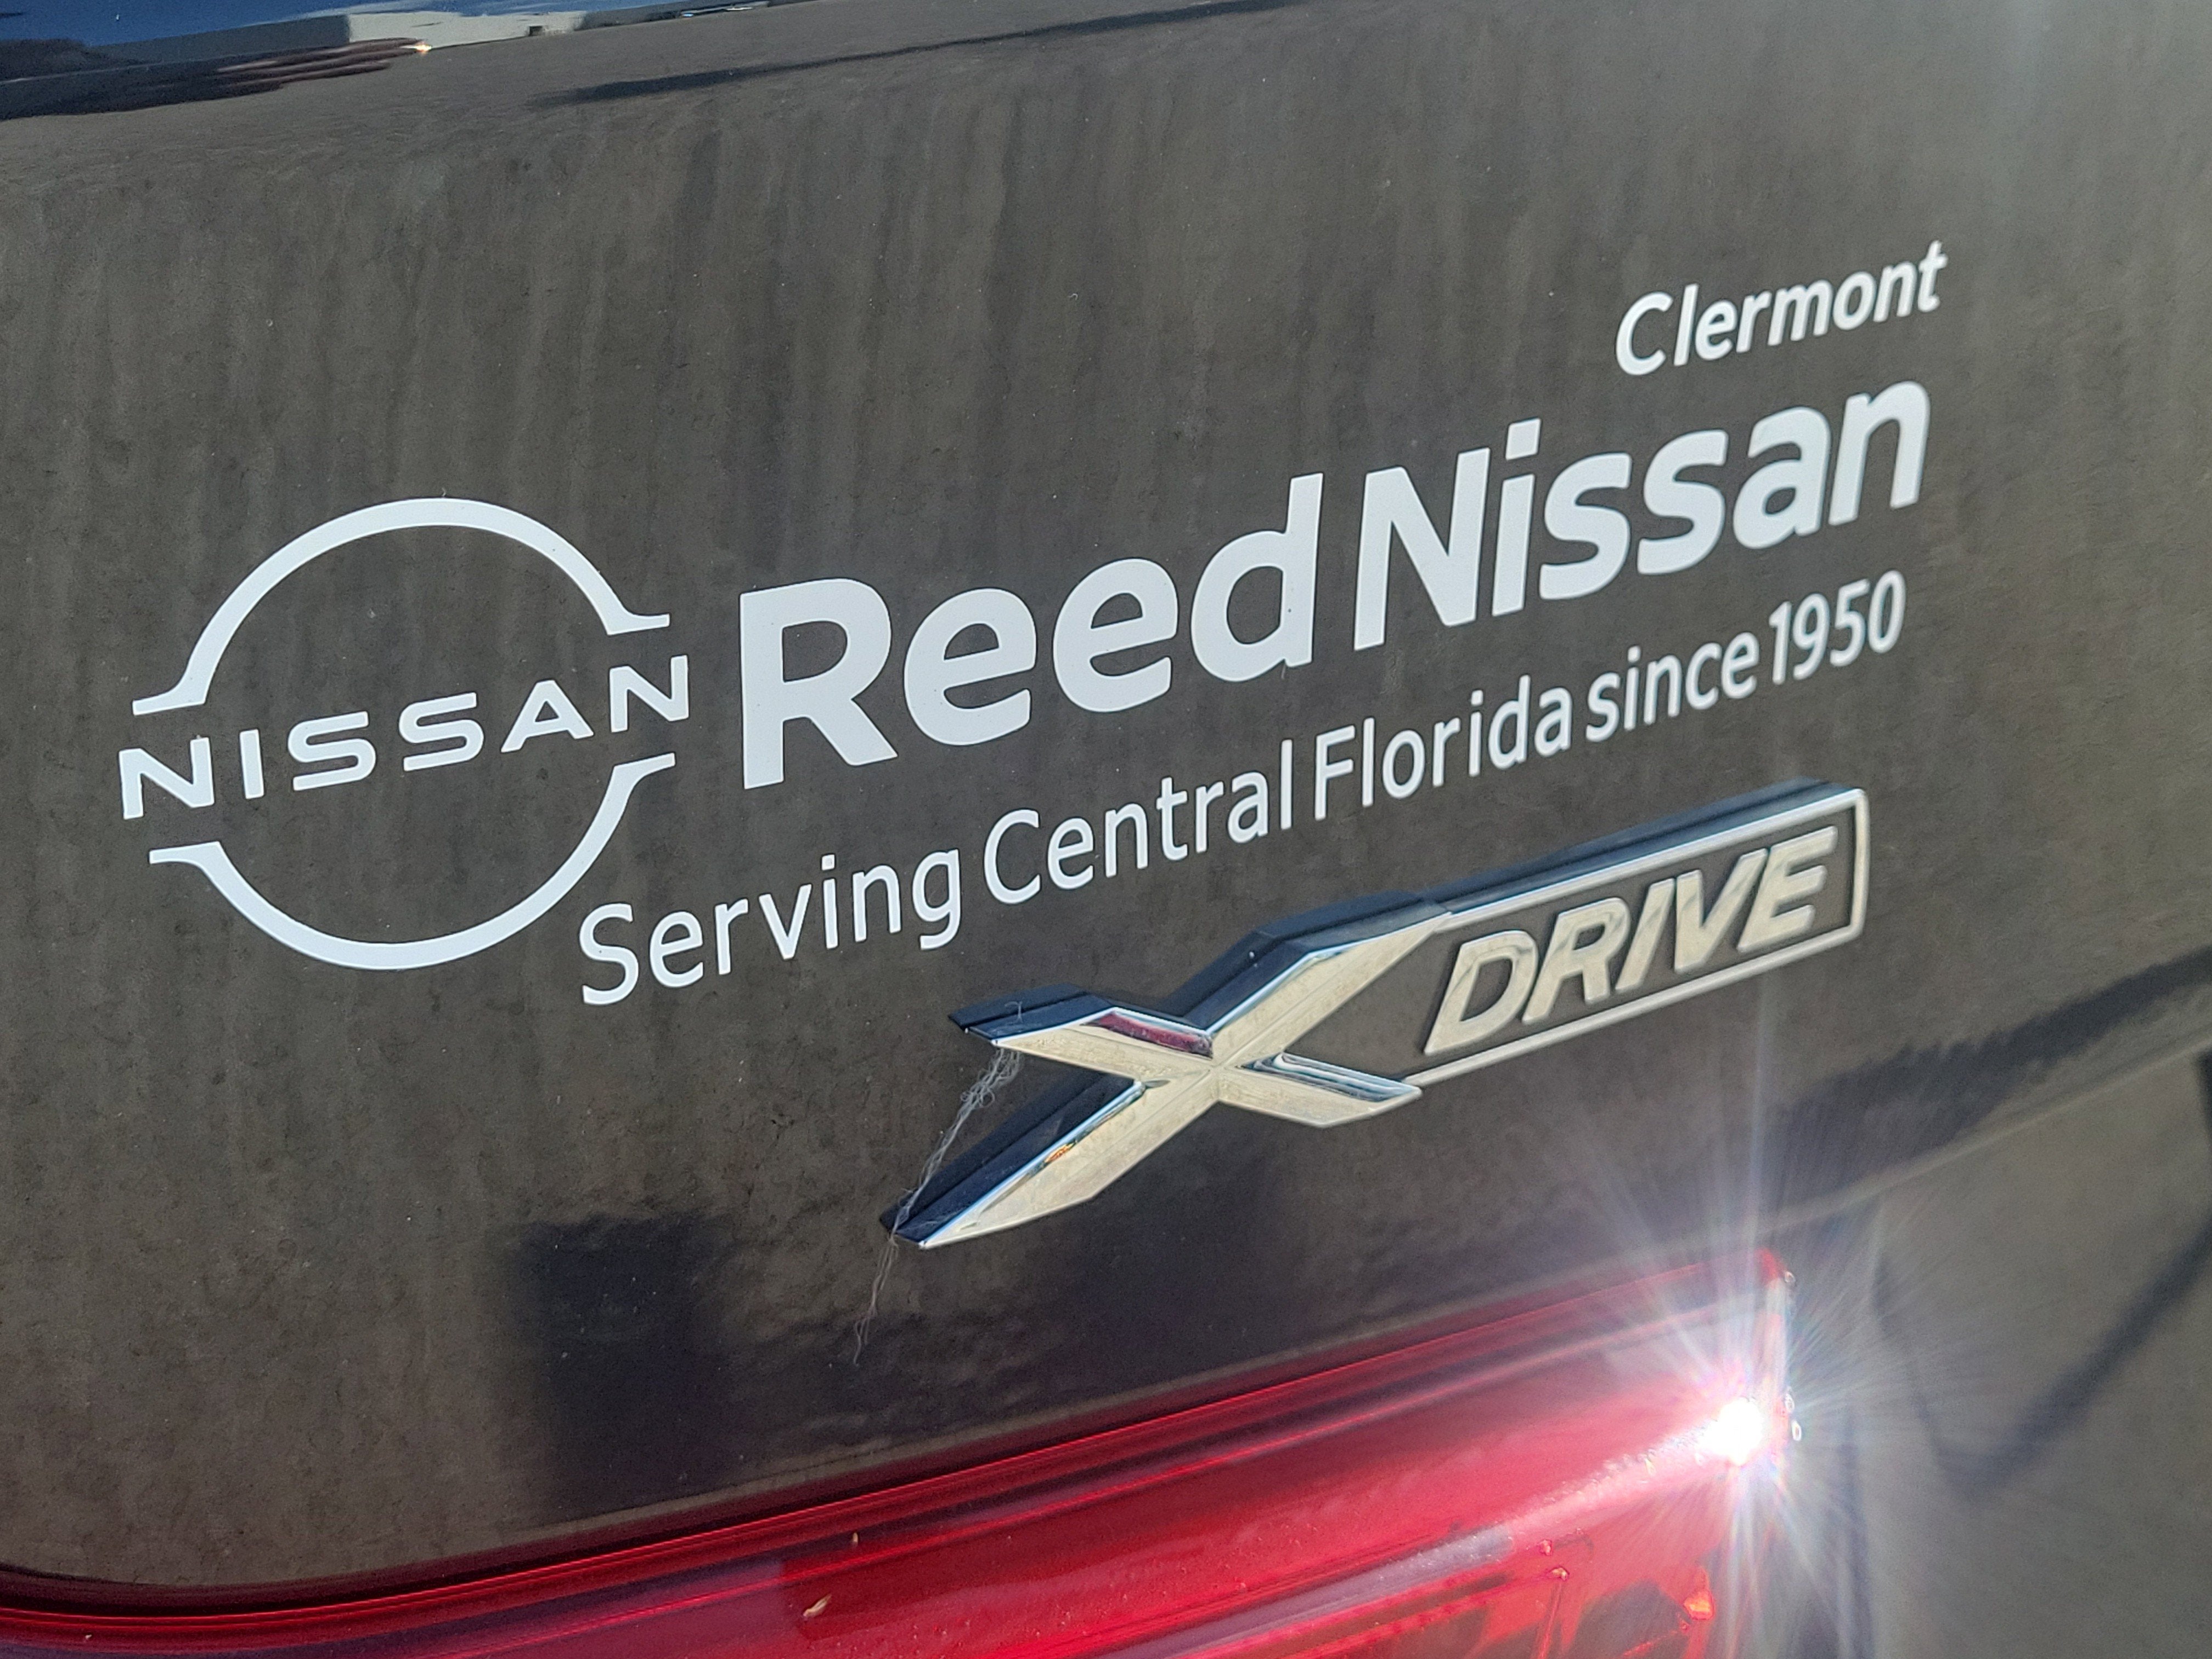 Clermont
NISSAN
Reed Nissan
Serving Central Florida since 1950
X DRIVE